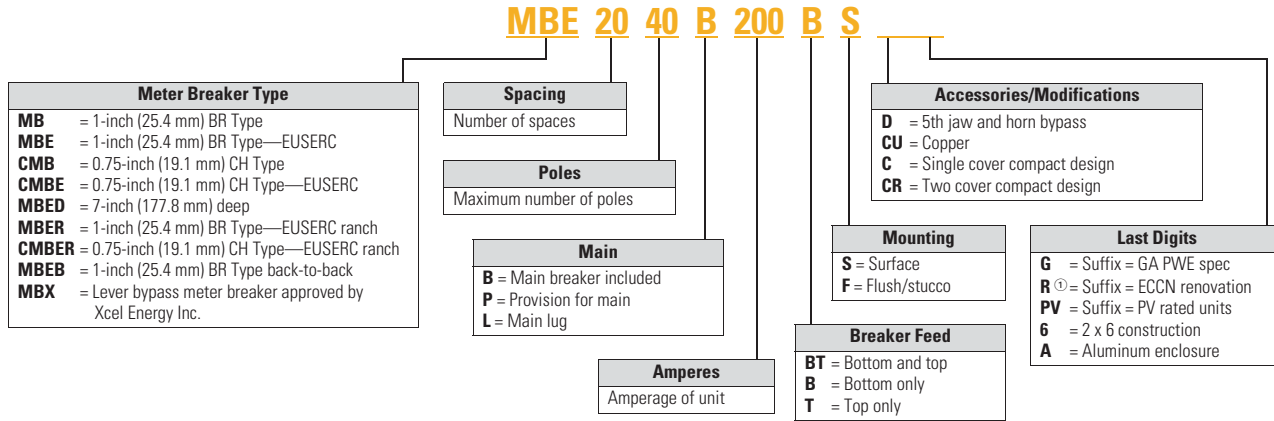 MBE 20 40 B 200 B S
Meter Breaker Type
MB = 1-inch (25.4 mm) BR Type
MBE = 1-inch (25.4 mm) BR Type—EUSERC
CMB = 0.75-inch (19.1 mm) CH Type
CMBE = 0.75-inch (19.1 mm) CH Type—EUSERC
MBED = 7-inch (177.8 mm) deep
MBER = 1-inch (25.4 mm) BR Type—EUSERC ranch
CMBER = 0.75-inch (19.1 mm) CH Type—EUSERC ranch
MBEB = 1-inch (25.4 mm) BR Type back-to-back
MBX = Lever bypass meter breaker approved by
Xcel Energy Inc.
Spacing
Number of spaces
Poles
Maximum number of poles
Main
B = Main breaker included
P = Provision for main
L = Main lug
Amperes
Amperage of unit
Accessories/Modifications
D = 5th jaw and horn bypass
CU = Copper
C = Single cover compact design
CR = Two cover compact design
Mounting
S = Surface
F = Flush/stucco
Breaker Feed
BT = Bottom and top
B = Bottom only
T = Top only
Last Digits
G = Suffix = GA PWE spec
R ① = Suffix = ECCN renovation
PV = Suffix = PV rated units
6 = 2 x 6 construction
A = Aluminum enclosure